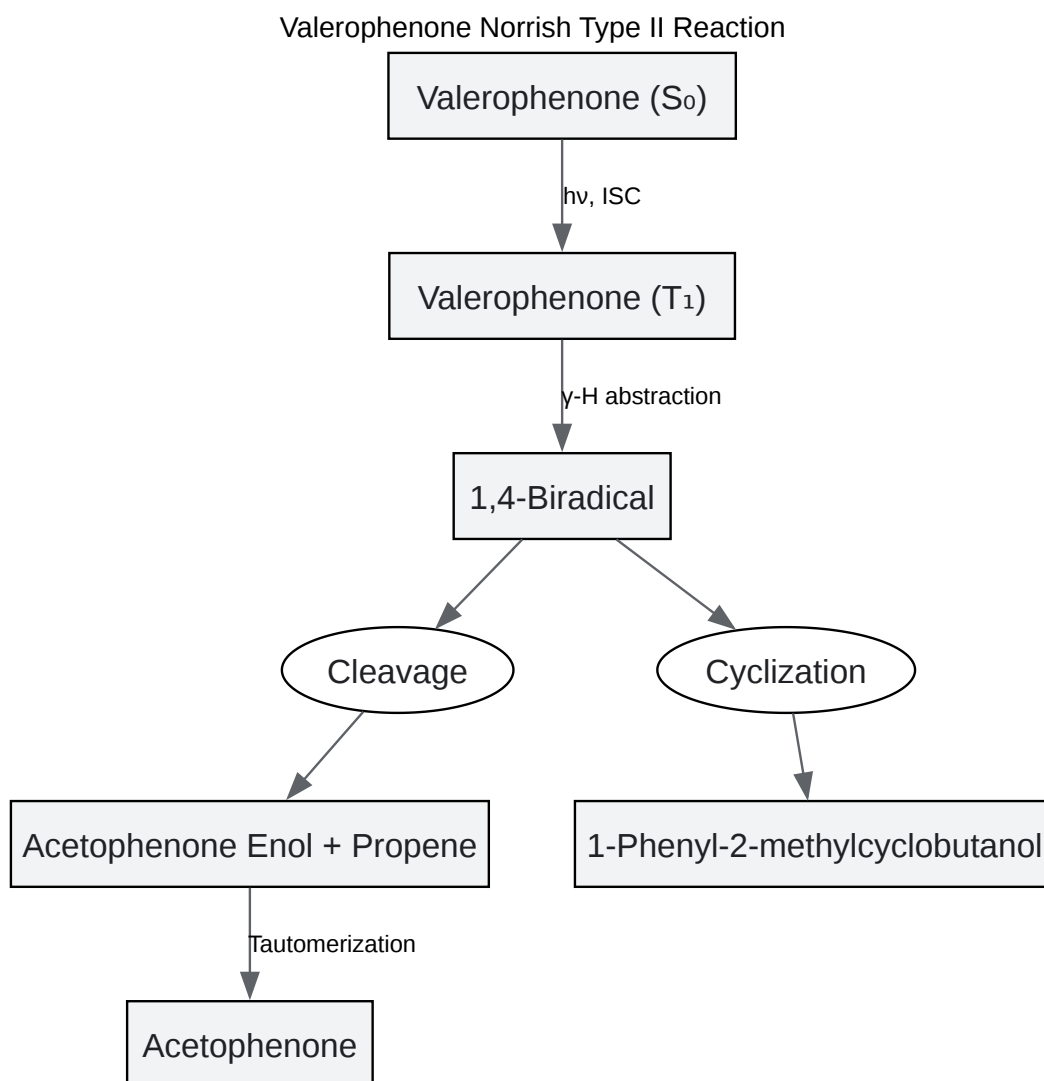 Valerophenone Norrish Type II Reaction
Valerophenone (S₀)
hν, ISC
Valerophenone (T₁)
γ-H abstraction
1,4-Biradical
Cleavage
Cyclization
Acetophenone Enol + Propene
1-Phenyl-2-methylcyclobutanol
Tautomerization
Acetophenone